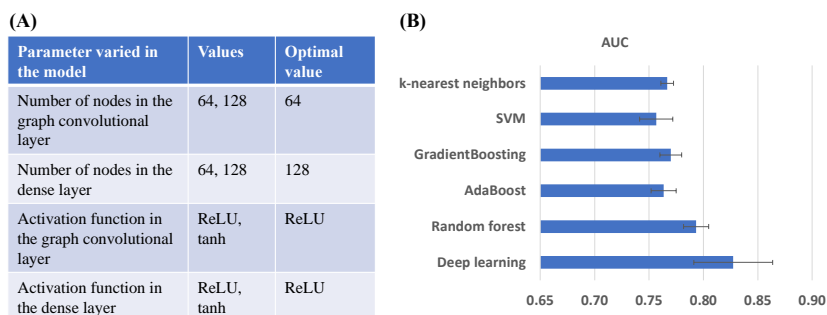 (A)
Parameter varied in
the model
Values
Optimal
value
Number of nodes in the
graph convolutional
layer
64, 128
64
Number of nodes in the
dense layer
64, 128
128
Activation function in
the graph convolutional
layer
ReLU,
tanh
ReLU
Activation function in
the dense layer
ReLU,
tanh
ReLU
(B)
AUC
k-nearest neighbors
SVM
GradientBoosting
AdaBoost
Random forest
Deep learning
0.65 0.70 0.75 0.80 0.85 0.90